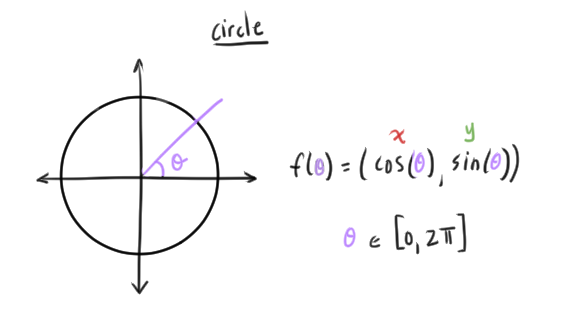 circle
θ
x y
f(θ) = (cos(θ), sin(θ))
θ ∈ [0, 2π]